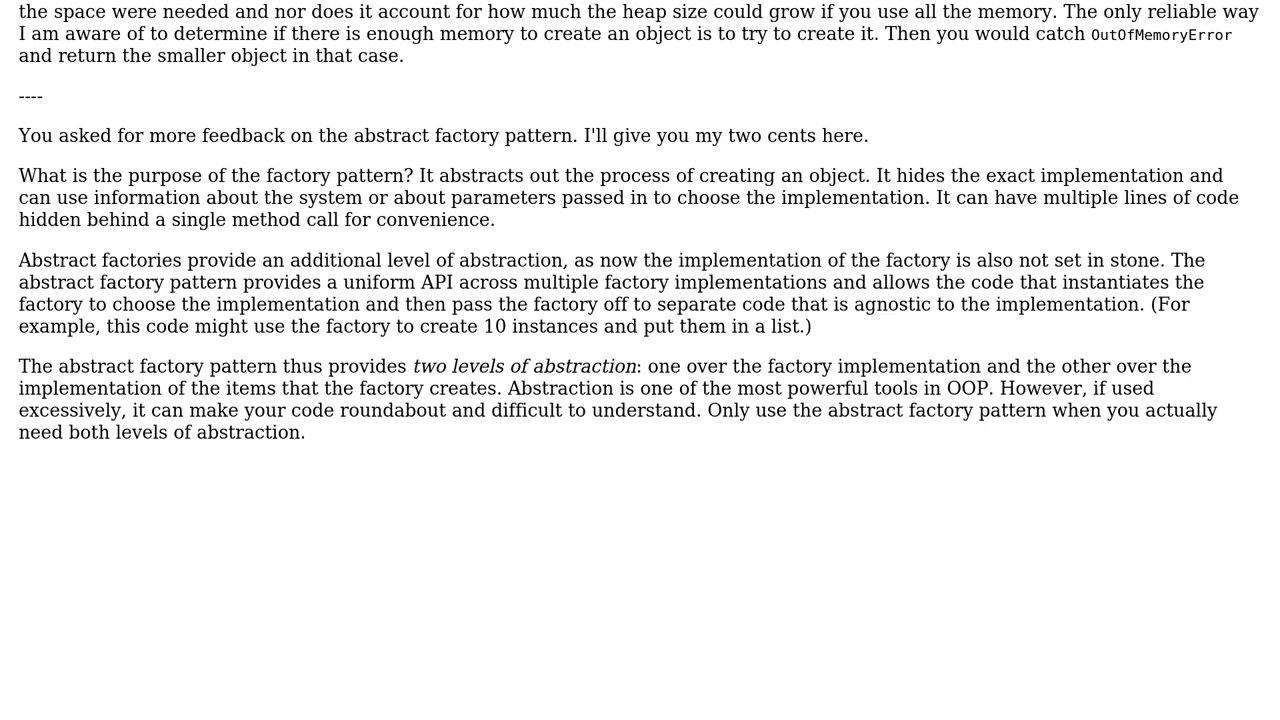 the space were needed and nor does it account for how much the heap size could grow if you use all the memory. The only reliable way
I am aware of to determine if there is enough memory to create an object is to try to create it. Then you would catch OutOfMemoryError
and return the smaller object in that case.
----
You asked for more feedback on the abstract factory pattern. I'll give you my two cents here.
What is the purpose of the factory pattern? It abstracts out the process of creating an object. It hides the exact implementation and
can use information about the system or about parameters passed in to choose the implementation. It can have multiple lines of code
hidden behind a single method call for convenience.
Abstract factories provide an additional level of abstraction, as now the implementation of the factory is also not set in stone. The
abstract factory pattern provides a uniform API across multiple factory implementations and allows the code that instantiates the
factory to choose the implementation and then pass the factory off to separate code that is agnostic to the implementation. (For
example, this code might use the factory to create 10 instances and put them in a list.)
The abstract factory pattern thus provides two levels of abstraction: one over the factory implementation and the other over the
implementation of the items that the factory creates. Abstraction is one of the most powerful tools in OOP. However, if used
excessively, it can make your code roundabout and difficult to understand. Only use the abstract factory pattern when you actually
need both levels of abstraction.